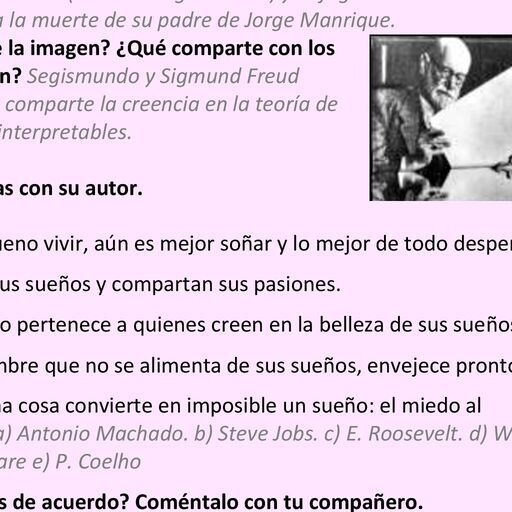 a la muerte de su padre de Jorge Manrique.
la imagen? ¿Qué comparte con los
n? Segismundo y Sigmund Freud
comparte la creencia en la teoría de
interpretables.
as con su autor.
ueno vivir, aún es mejor soñar y lo mejor de todo desper
us sueños y compartan sus pasiones.
o pertenece a quienes creen en la belleza de sus sueños
mbre que no se alimenta de sus sueños, envejece pronto
na cosa convierte en imposible un sueño: el miedo al
a) Antonio Machado. b) Steve Jobs. c) E. Roosevelt. d) W
are e) P. Coelho
s de acuerdo? Coméntalo con tu compañero.